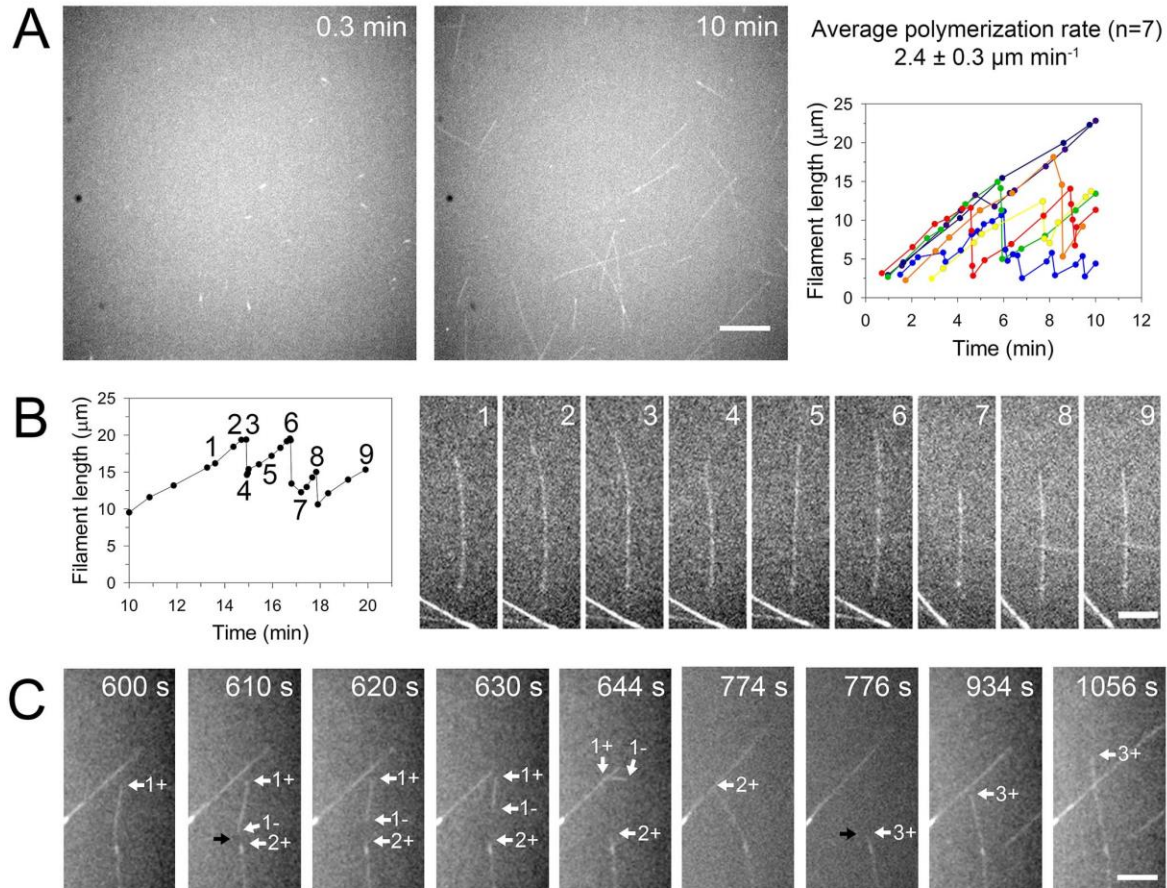 A
0.3 min
10 min
Average polymerization rate (n=7)
2.4 ± 0.3 µm min-1
Filament length (µm)
25
20
15
10
5
0
0 2 4 6 8 10 12
Time (min)
B
Filament length (µm)
25
20
15
10
5
0
1 2 3 4 5 6 7 8 9
10 12 14 16 18 20
Time (min)
1 2 3 4 5 6 7 8 9
C
600 s 610 s 620 s 630 s 644 s 774 s 776 s 934 s 1056 s
1+
1+
1-
2+
1+
1-
2+
1+
1-
2+
1+ 1-
2+
2+
3+
3+
3+